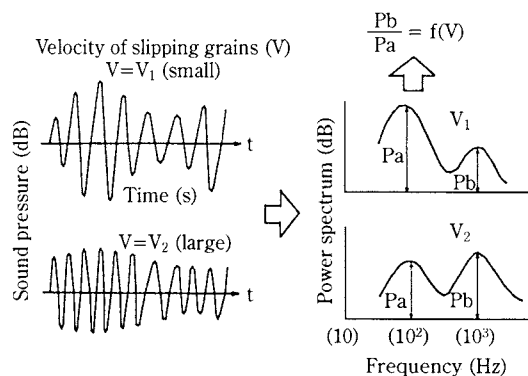 Velocity of slipping grains (V)
V=V₁ (small)
Sound pressure (dB)
t
Time (s)
V=V₂ (large)
t
Pb
Pa
= f(V)
Power spectrum (dB)
V₁
Pa
Pb
V₂
Pa
Pb
(10) (10²) (10³)
Frequency (Hz)